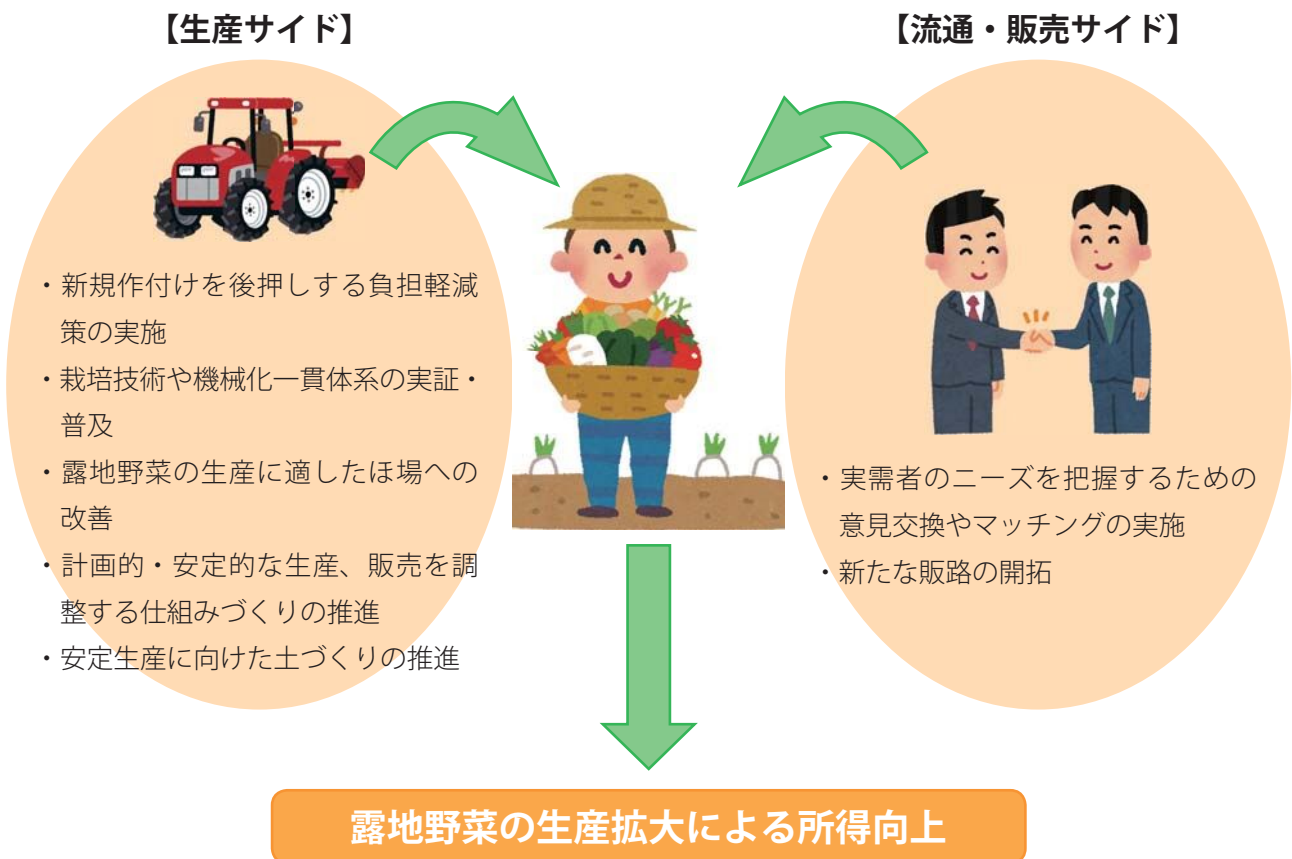 【生産サイド】
・新規作付けを後押しする負担軽減
策の実施
・栽培技術や機械化一貫体系の実証・
普及
・露地野菜の生産に適したほ場への
改善
・計画的・安定的な生産、販売を調
整する仕組みづくりの推進
・安定生産に向けた土づくりの推進
【流通・販売サイド】
・実需者のニーズを把握するための
意見交換やマッチングの実施
・新たな販路の開拓
露地野菜の生産拡大による所得向上